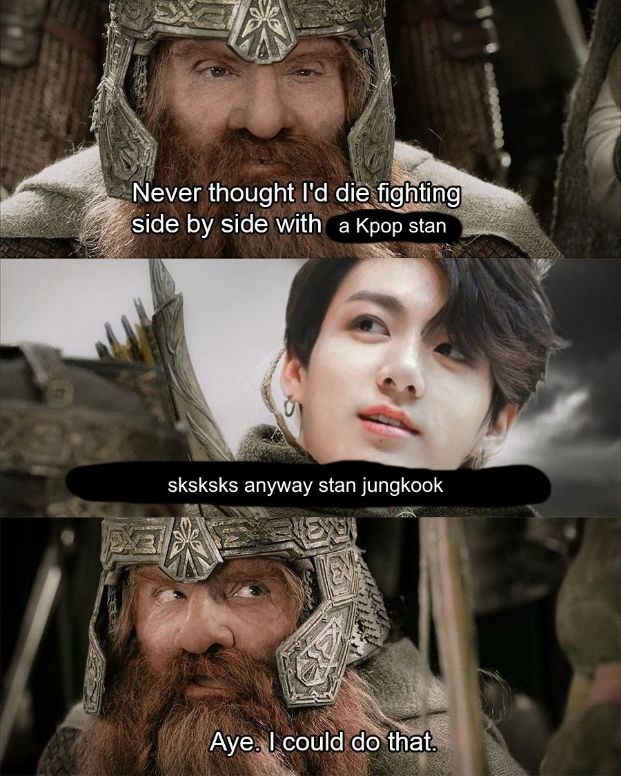 Never thought I'd die fighting
side by side with a Kpop stan
sksksks anyway stan jungkook
Aye. I could do that.